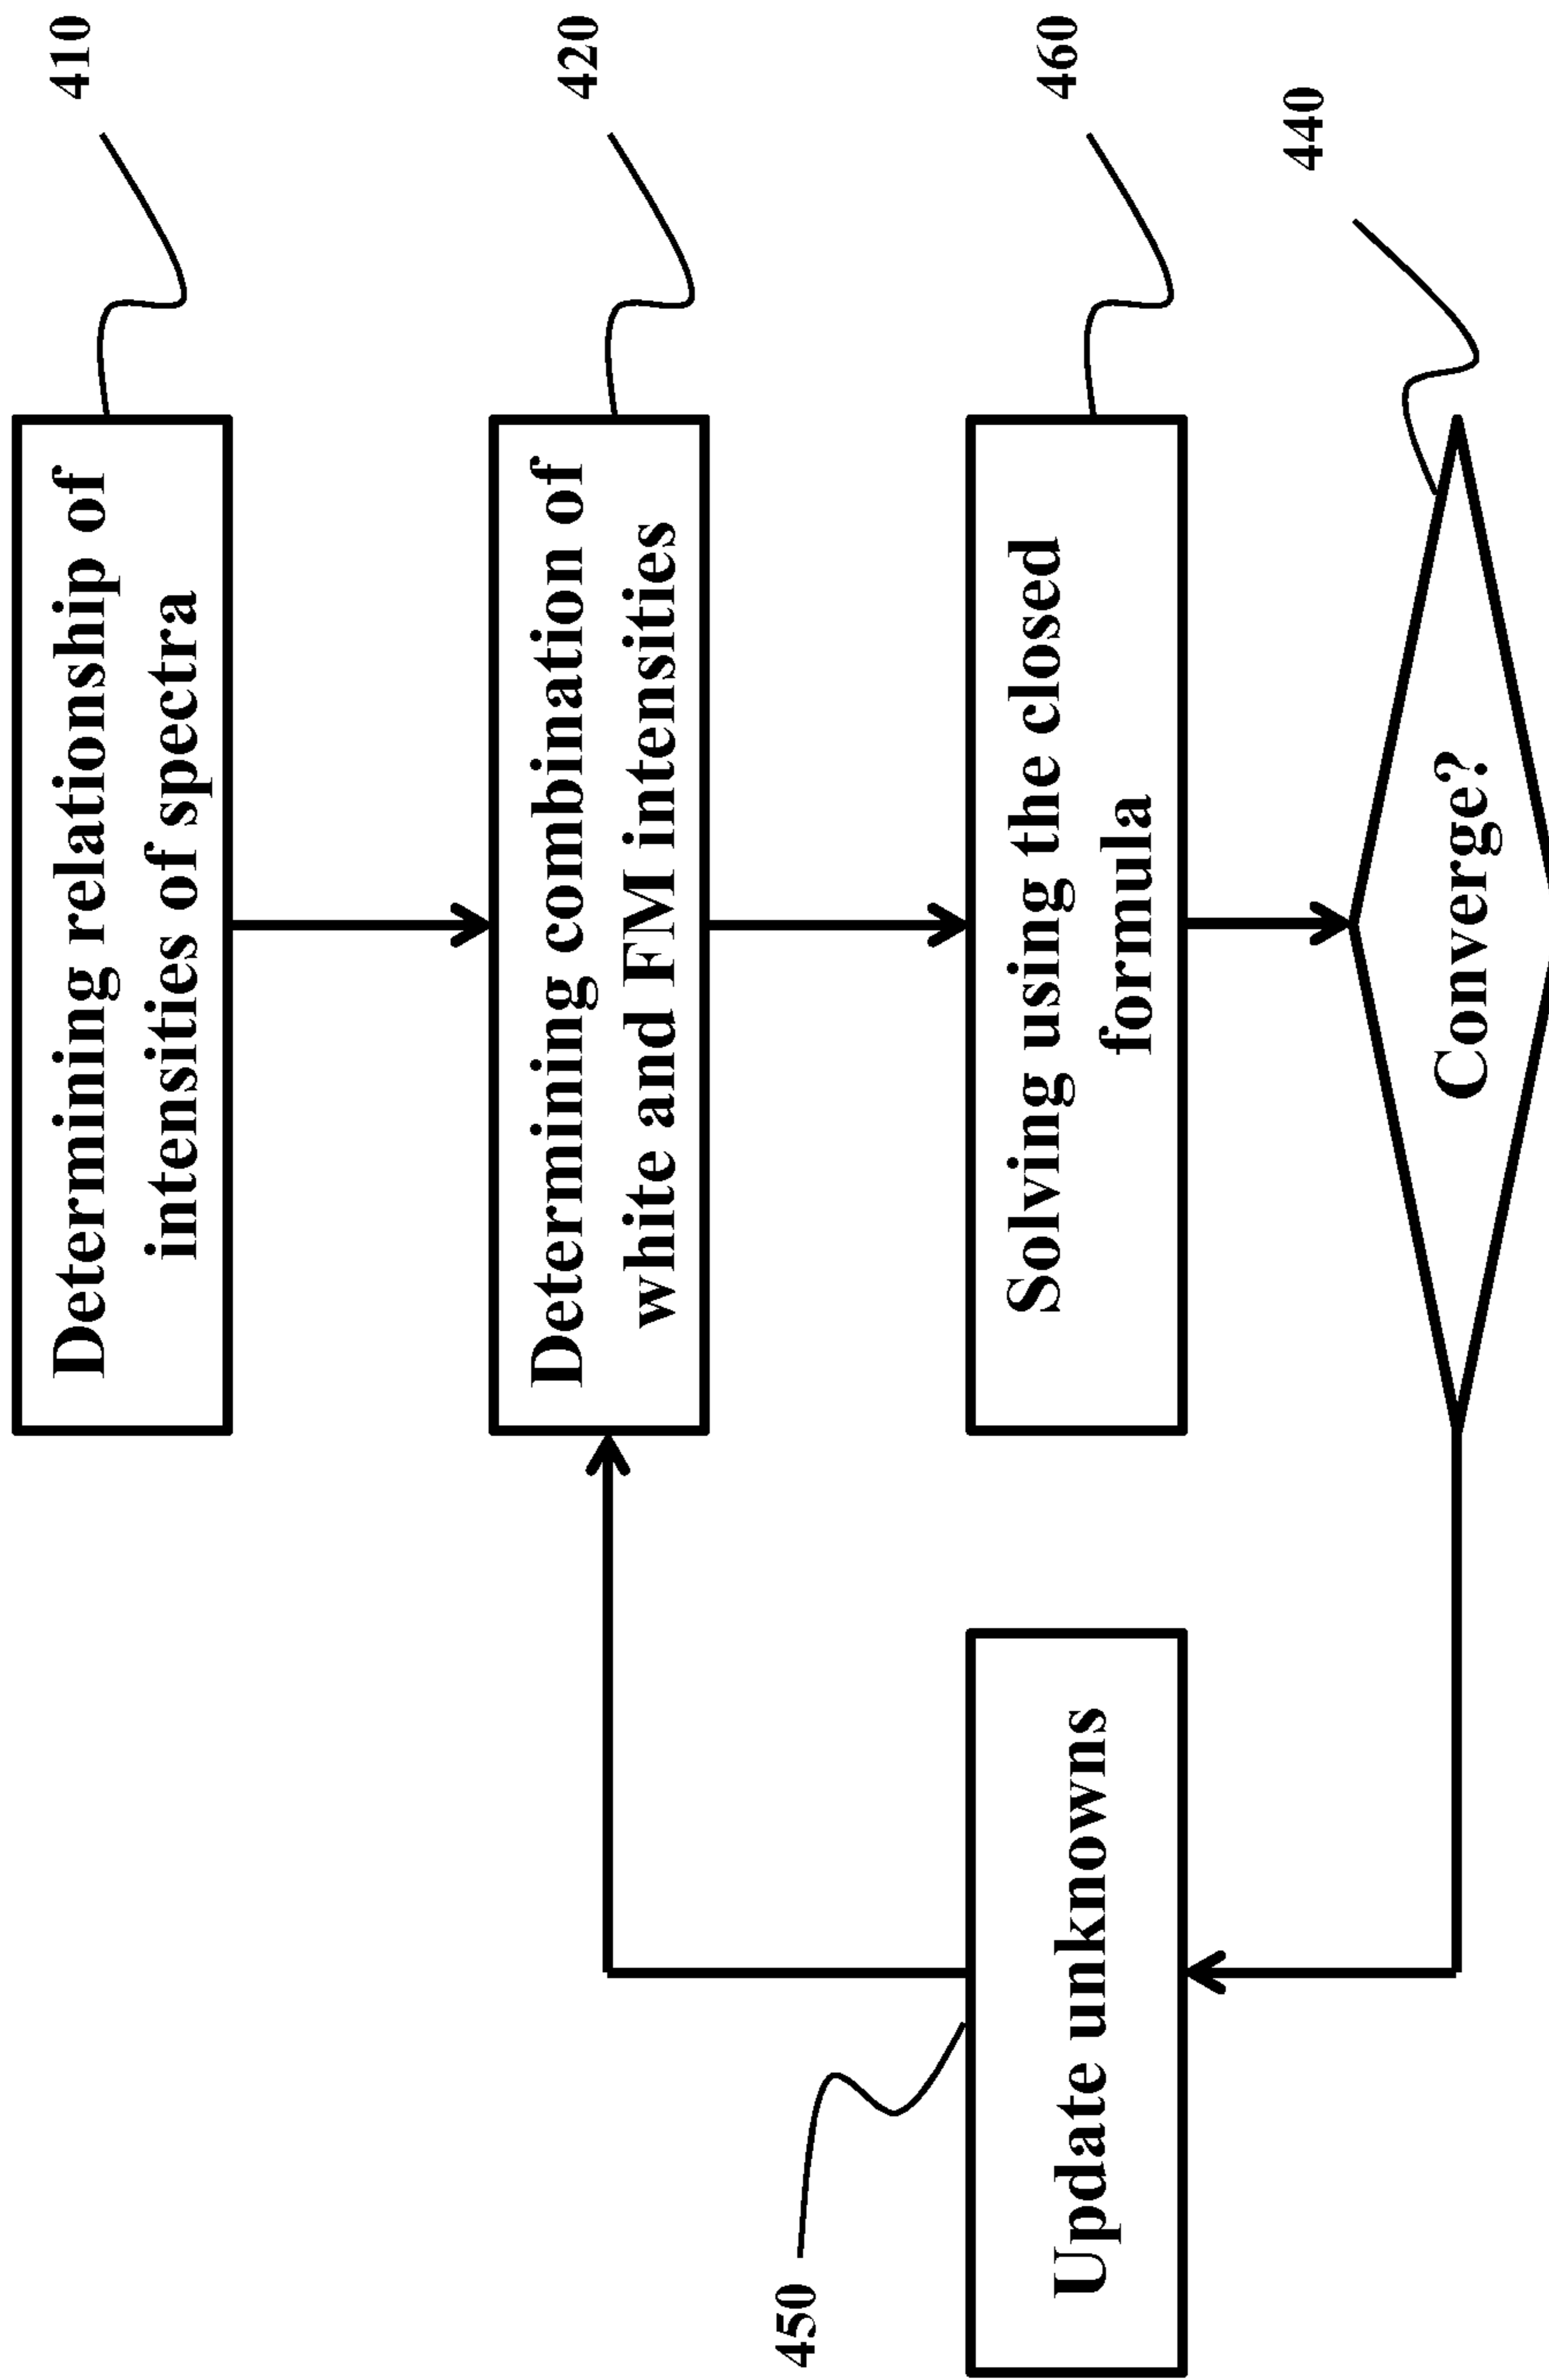 Determining relationship of
intensities of spectra
410
Determining combination of
white and FM intensities
420
Solving using the closed
formula
460
Converge?
440
Update unknowns
450